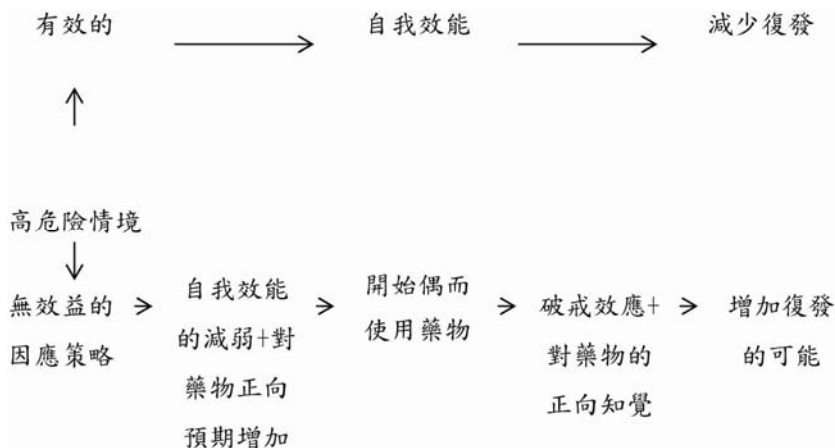 有效的
自我效能
減少復發
高危險情境
無效益的
因應策略
自我效能
的減弱+對
藥物正向
預期增加
開始偶而
使用藥物
破戒效應+
對藥物的
正向知覺
增加復發
的可能